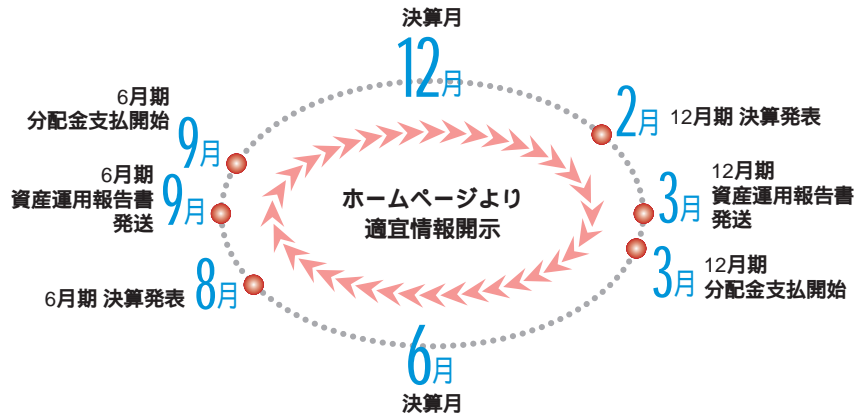 決算月
12月
2月 12月期 決算発表
3月 12月期
資産運用報告書
発送
3月 12月期
分配金支払開始
6月
決算月
8月 6月期 決算発表
9月 6月期
資産運用報告書
発送
9月 6月期
分配金支払開始
ホームページより
適宜情報開示